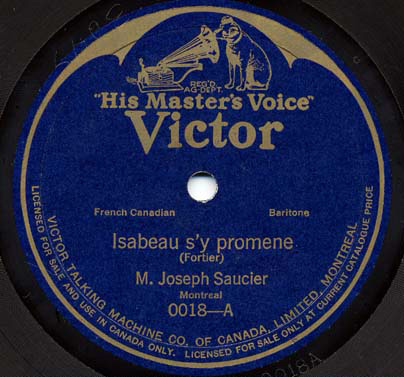 REG'D
AG-DEPT.
"His Master's Voice"
Victor
French Canadian Baritone
Isabeau s'y promene
(Fortier)
M. Joseph Saucier
Montreal
0018—A
VICTOR TALKING MACHINE CO. OF CANADA, LIMITED, MONTREAL
LICENSED FOR SALE AND USE IN CANADA ONLY. LICENSED FOR SALE ONLY AT CURRENT CATALOGUE PRICE
0018A